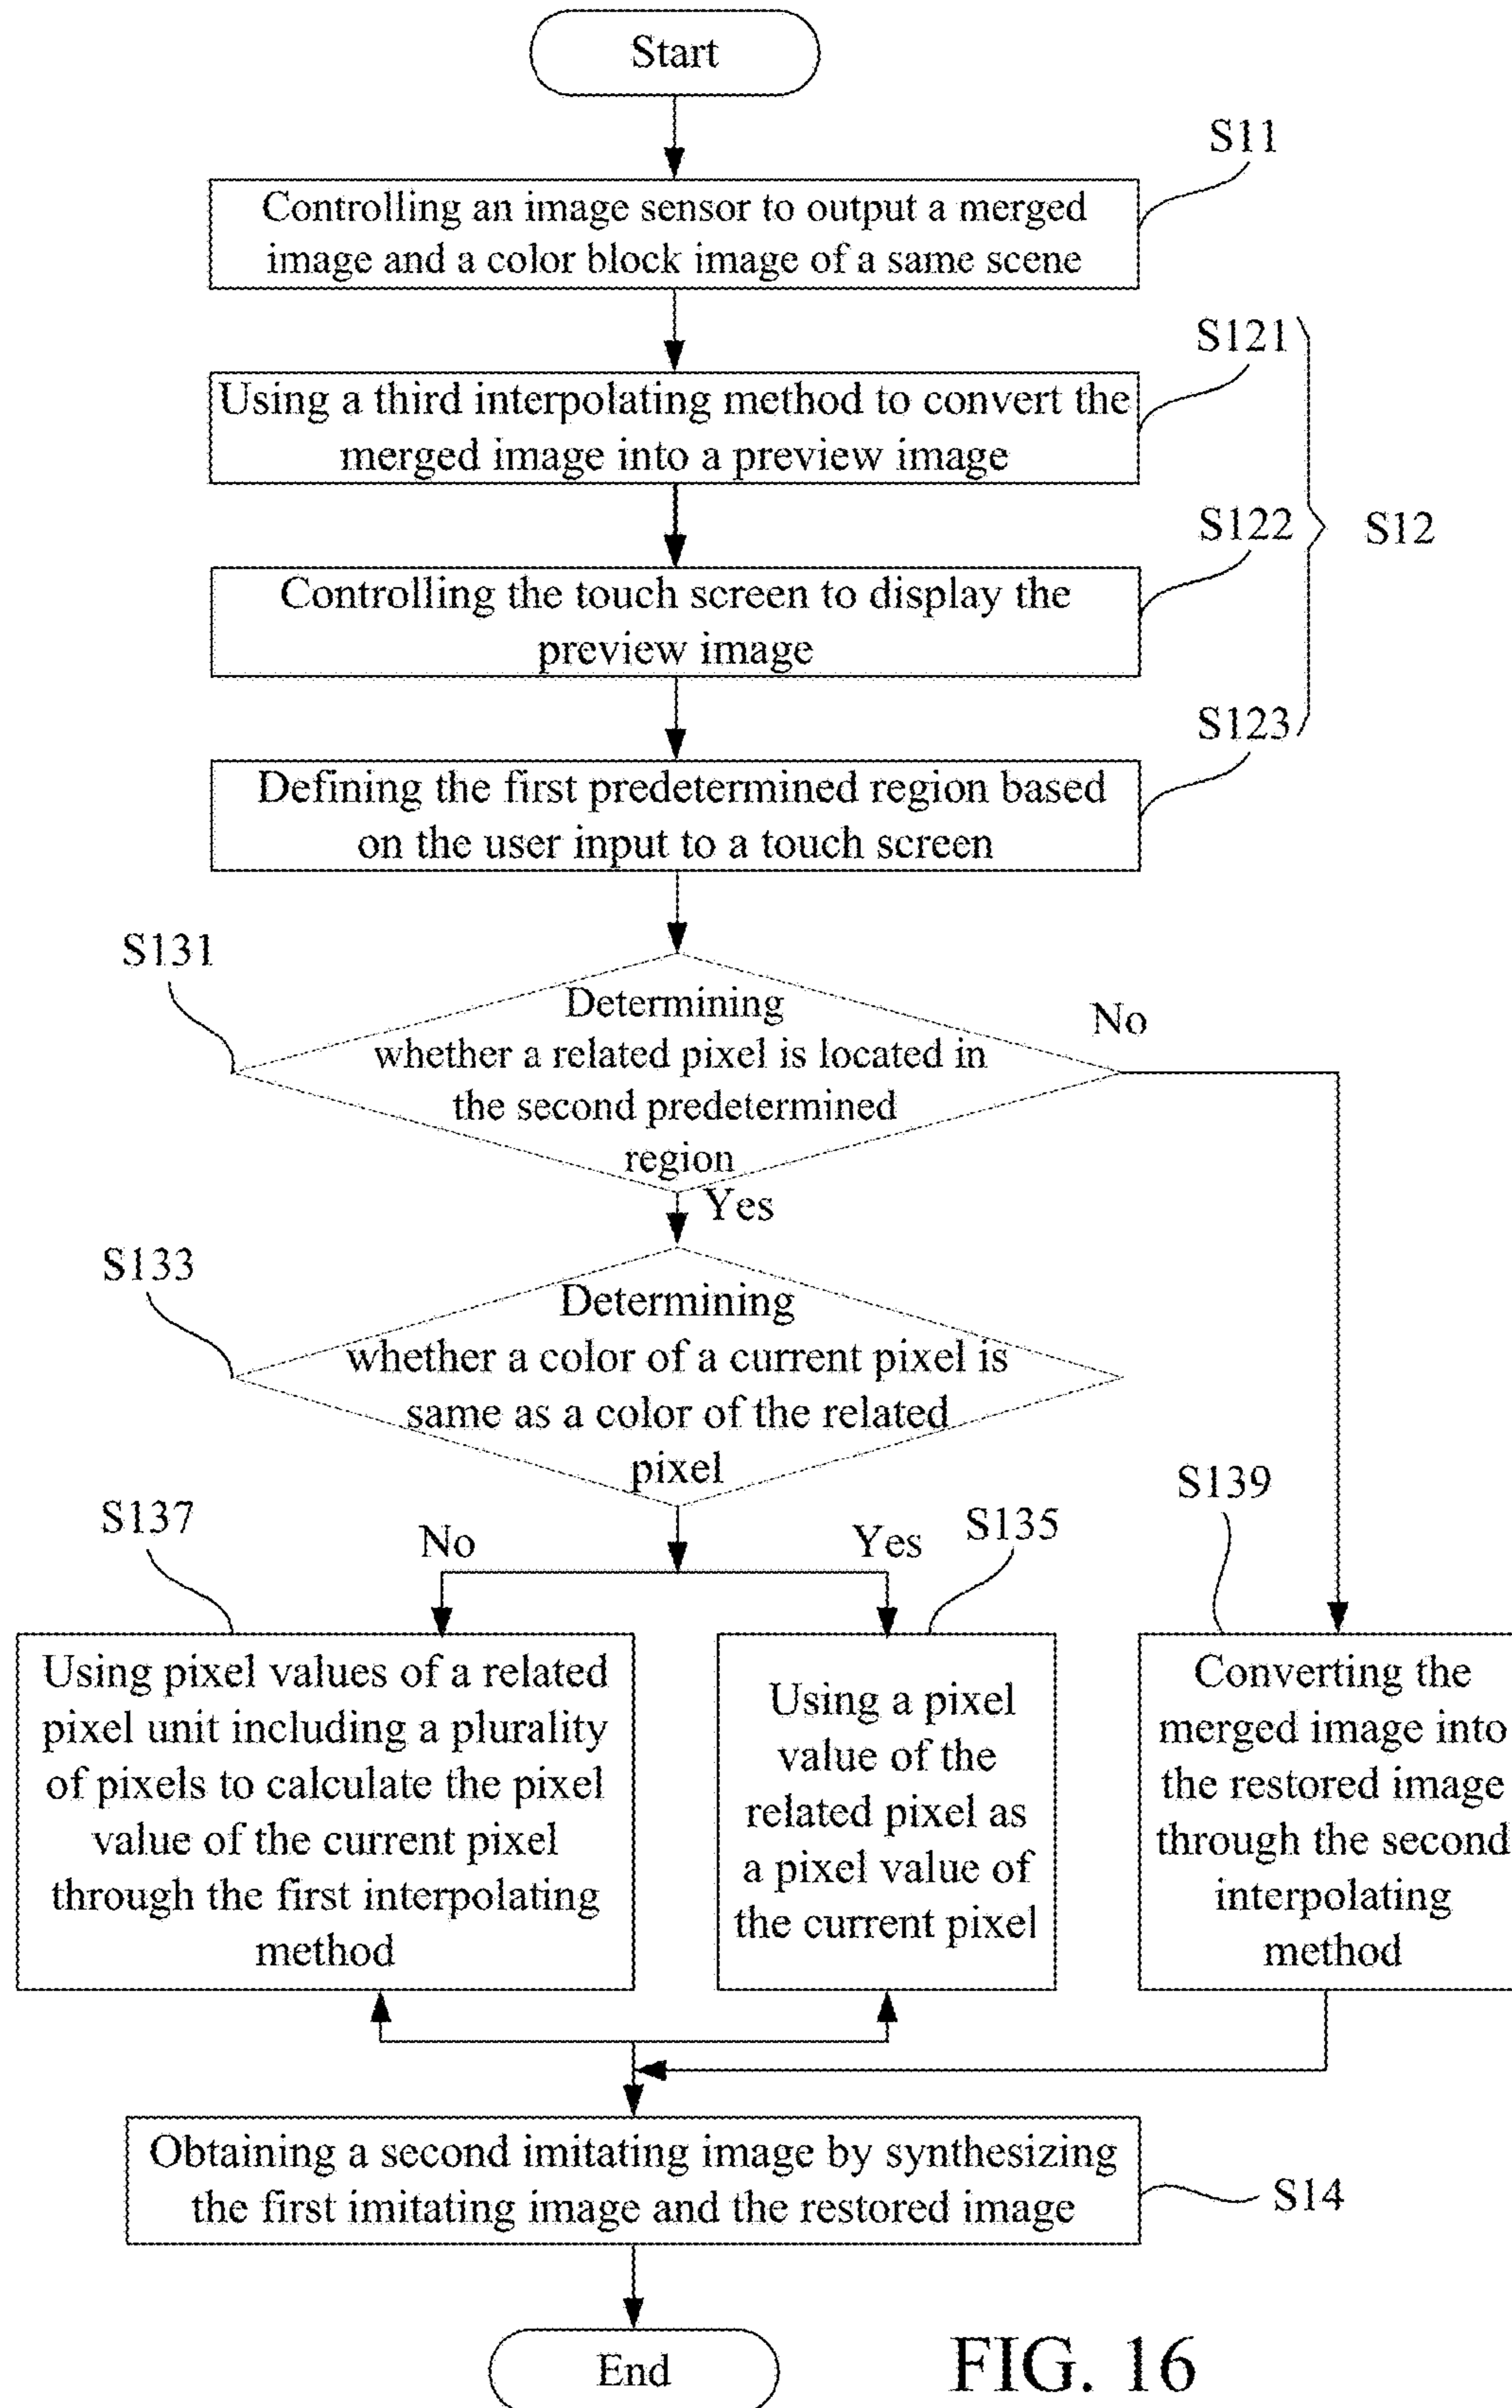 Start
S11
Controlling an image sensor to output a merged
image and a color block image of a same scene
S121
Using a third interpolating method to convert the
merged image into a preview image
S122
S12
Controlling the touch screen to display the
preview image
S123
Defining the first predetermined region based
on the user input to a touch screen
S131
Determining
whether a related pixel is located in
the second predetermined
region
No
Yes
S133
Determining
whether a color of a current pixel is
same as a color of the related
pixel
S137
No
Yes
S135
S139
Using pixel values of a related
pixel unit including a plurality
of pixels to calculate the pixel
value of the current pixel
through the first interpolating
method
Using a pixel
value of the
related pixel as
a pixel value of
the current pixel
Converting the
merged image into
the restored image
through the second
interpolating
method
Obtaining a second imitating image by synthesizing
the first imitating image and the restored image
S14
End
FIG. 16